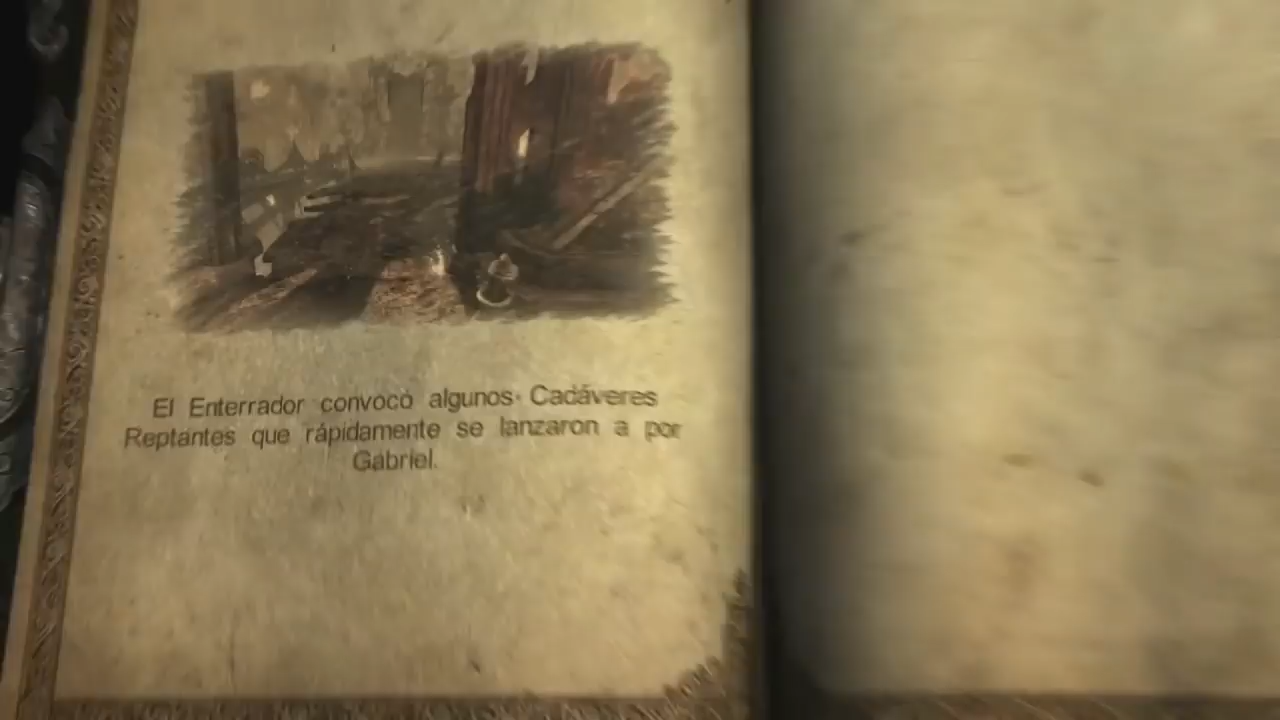 El Enterrador convocó algunos Cadáveres
Reptantes que rápidamente se lanzaron a por
Gabriel.